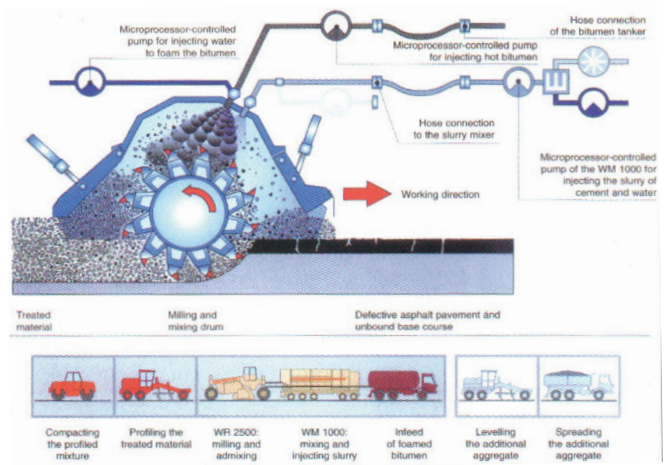 Microprocessor-controlled
pump for injecting water
to foam the bitumen
Hose connection
of the bitumen tanker
Microprocessor-controlled pump
for injecting hot bitumen
Hose connection
to the slurry mixer
Microprocessor-controlled
pump of the WM 1000 for
injecting the slurry of
cement and water
Working direction
Treated
material
Milling and
mixing drum
Defective asphalt pavement and
unbound base course
Compacting
the profiled
mixture
Profiling the
treated material
WR 2500:
milling and
admixing
WM 1000:
mixing and
injecting slurry
Infeed
of foamed
bitumen
Levelling
the additional
aggregate
Spreading
the additional
aggregate